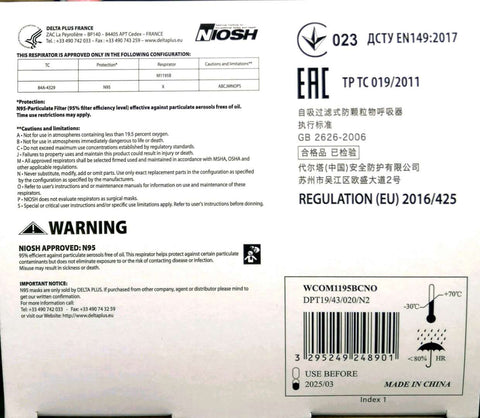 DELTA PLUS FRANCE
ZAC La Peyrolière - BP140 - 84405 APT Cedex - FRANCE
Tel : +33 490 742 033 - Fax : +33 490 743 259 - www.deltaplus.eu
NIOSH
THIS RESPIRATOR IS APPROVED ONLY IN THE FOLLOWING CONFIGURATION:
TC Protection* Respirator Cautions and limitations**
M1195B
84A-4329 N95 X ABCJMNOPS
*Protection:
N95-Particulate Filter (95% filter efficiency level) effective against particulate aerosols free of oil.
Time use restrictions may apply.
**Cautions and limitations:
A - Not for use in atmospheres containing less than 19.5 percent oxygen.
B - Not for use in atmospheres immediately dangerous to life or death.
C - Do not exceed maximum use concentrations established by regulatory standards.
J - Failures to properly use and maintain this product could result in injury or death.
M - All approved respirators shall be selected firmed used and maintained in accordance with MSHA, OSHA and
other applicable regulations.
N - Never substitute, modify, add or omit parts. Use only exact replacement parts in the configuration as specified by
the configuration as specified by the manufacturer.
O - Refer to user's instructions and or maintenance manuals for information on use and maintenance of these
respirators.
P - NIOSH does not evaluate respirators as surgical masks.
S - Special or critical user's instructions and/or specific use limitations apply. Refer to user's instruction before donning.
WARNING
NIOSH APPROVED: N95
95% efficient against particulate aerosols free of oil. This respirator helps protect against certain particulate
contaminants but does not eliminate exposure to or the risk of contacting disease or infection.
Misuse may result in sickness or death.
IMPORTANT NOTICE:
N95 masks are only sold by DELTA PLUS, if purchased from other company, agent or distributor please mind to
get our written confirmation.
For more information please contact us at
Tel: +33 490 742 033 - Fax: +33 490 74 32 59
or visit our Website http://www.deltaplus.eu
023 ДСТУ EN149:2017
EAC ТР ТС 019/2011
自吸过滤式防颗粒物呼吸器
执行标准
GB 2626-2006
合格品 已检验
代尔塔(中国)安全防护有限公司
苏州市吴江区欧盛大道2号
REGULATION (EU) 2016/425
WCOM1195BCNO
DPT19/43/020/N2
3 295249 248901
USE BEFORE
2025/03
+70°C
-30°C
<80% HR
MADE IN CHINA
Index 1